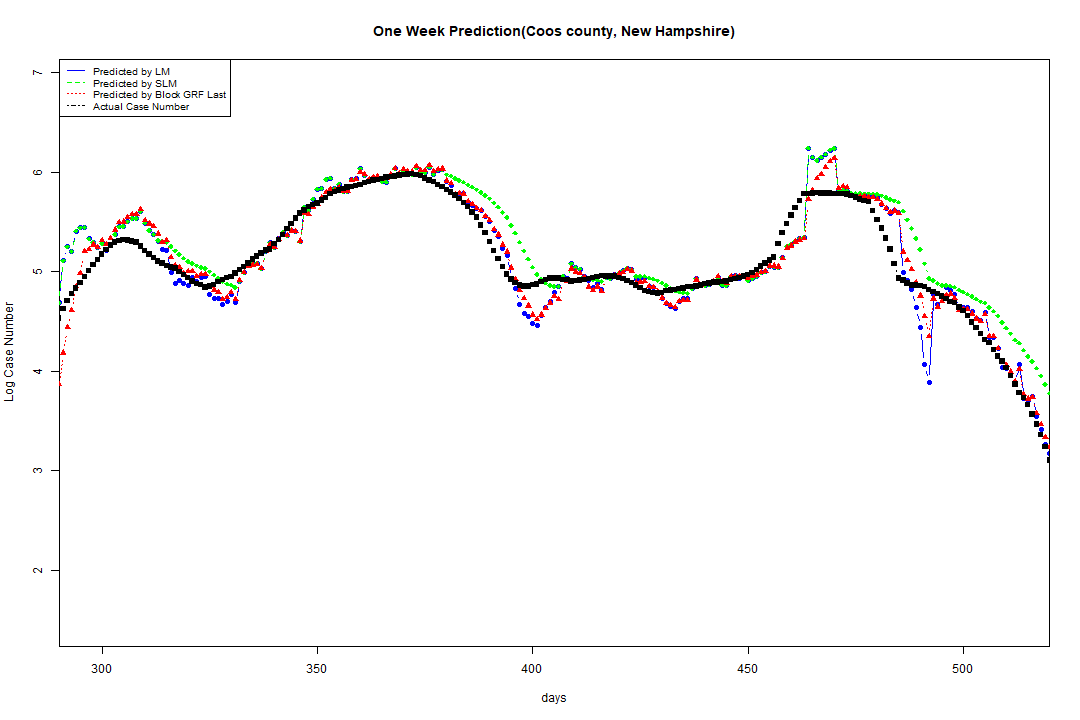 One Week Prediction(Coos county, New Hampshire)
Predicted by LM
Predicted by SLM
Predicted by Block GRF Last
Actual Case Number
Log Case Number
7
6
5
4
3
2
300 350 400 450 500
days